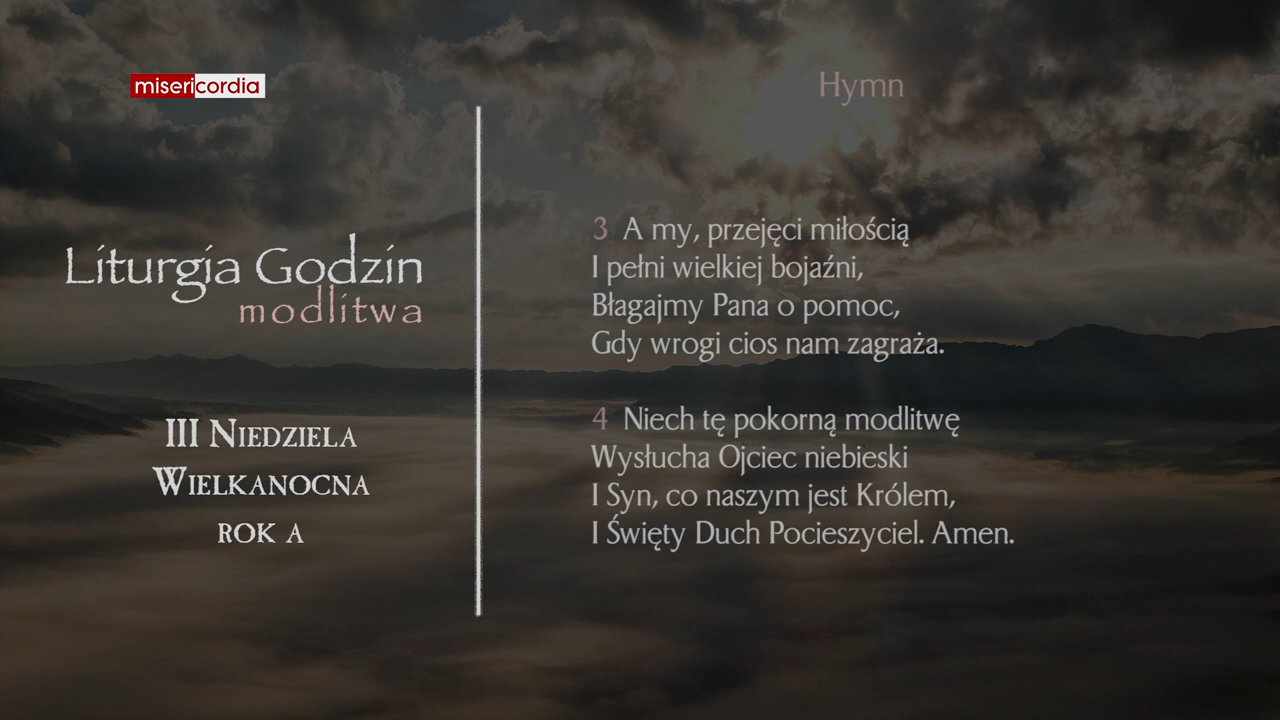 misericordia
Liturgia Godzin
modlitwa
III Niedziela
Wielkanocna
rok A
Hymn
3 A my, przejęci miłością
I pełni wielkiej bojaźni,
Błagajmy Pana o pomoc,
Gdy wrogi cios nam zagraża.
4 Niech tę pokorną modlitwę
Wysłucha Ojciec niebieski
I Syn, co naszym jest Królem,
I Święty Duch Pocieszyciel. Amen.